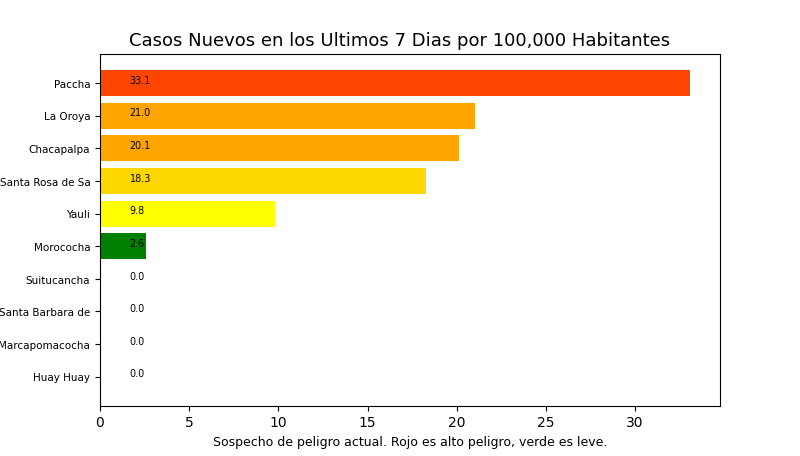 Casos Nuevos en los Ultimos 7 Dias por 100,000 Habitantes
Paccha 33.1
La Oroya 21.0
Chacapalpa 20.1
Santa Rosa de Sa 18.3
Yauli 9.8
Morococha 2.6
Suitucancha 0.0
Santa Barbara de 0.0
Marcapomacocha 0.0
Huay Huay 0.0
0 5 10 15 20 25 30
Sospecho de peligro actual. Rojo es alto peligro, verde es leve.